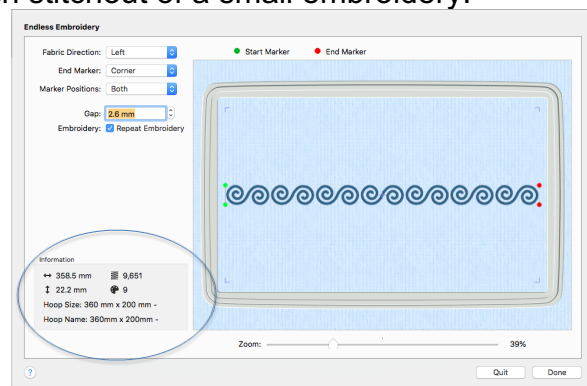 stitchout of a small embroidery.
Endless Embroidery
Fabric Direction: Left
End Marker: Corner
Marker Positions: Both
Gap: 2.6 mm
Embroidery: Repeat Embroidery
Start Marker End Marker
Information
358.5 mm 9,651
22.2 mm 9
Hoop Size: 360 mm x 200 mm -
Hoop Name: 360mm x 200mm -
Zoom: 39%
? Quit Done